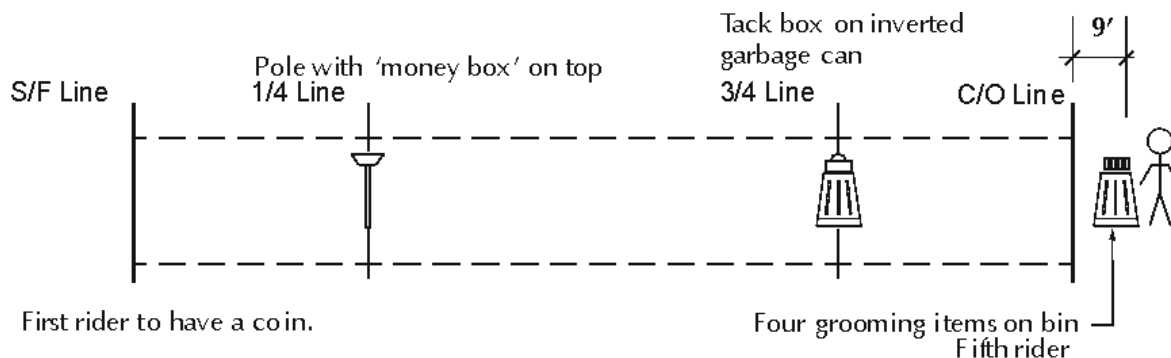 Tack box on inverted
garbage can
9'
Pole with 'money box' on top
S/F Line
1/4 Line
3/4 Line
C/O Line
First rider to have a coin.
Four grooming items on bin
Fifth rider